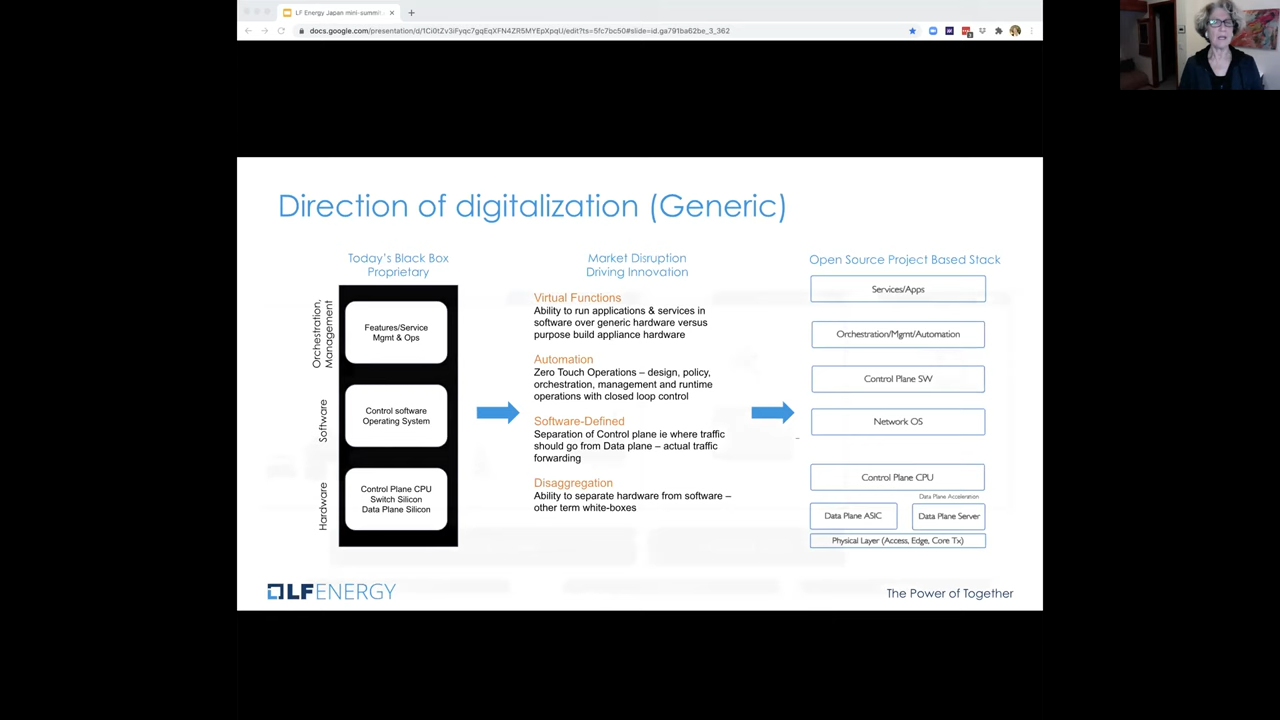 LF Energy Japan mini-summit
docs.google.com/presentation/d/1Ci0tZv3iFyqc7gqEqXFN4ZR5MYEpXpqU/edit?ts=5fc7bc50#slide=id.ga791ba62be_3_362
Direction of digitalization (Generic)
Today's Black Box
Proprietary
Orchestration,
Management
Features/Service
Mgmt & Ops
Software
Control software
Operating System
Hardware
Control Plane CPU
Switch Silicon
Data Plane Silicon
Market Disruption
Driving Innovation
Virtual Functions
Ability to run applications & services in
software over generic hardware versus
purpose build appliance hardware
Automation
Zero Touch Operations – design, policy,
orchestration, management and runtime
operations with closed loop control
Software-Defined
Separation of Control plane ie where traffic
should go from Data plane – actual traffic
forwarding
Disaggregation
Ability to separate hardware from software –
other term white-boxes
Open Source Project Based Stack
Services/Apps
Orchestration/Mgmt/Automation
Control Plane SW
Network OS
Control Plane CPU
Data Plane Acceleration
Data Plane ASIC
Data Plane Server
Physical Layer (Access, Edge, Core Tx)
LFENERGY
The Power of Together